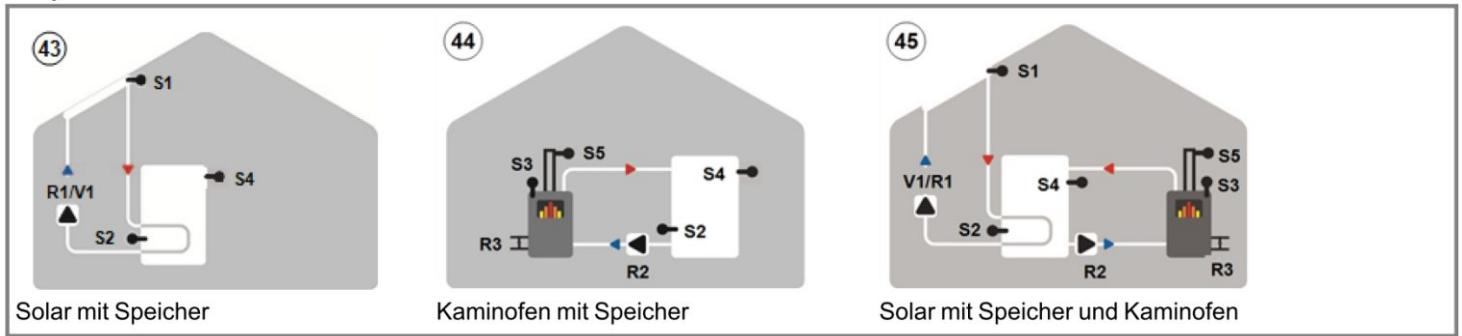 43
S1
R1/V1
S4
S2
Solar mit Speicher
44
S3
S5
S4
S2
R3
R2
Kaminofen mit Speicher
45
S1
S5
V1/R1
S4
S3
S2
R2
R3
Solar mit Speicher und Kaminofen